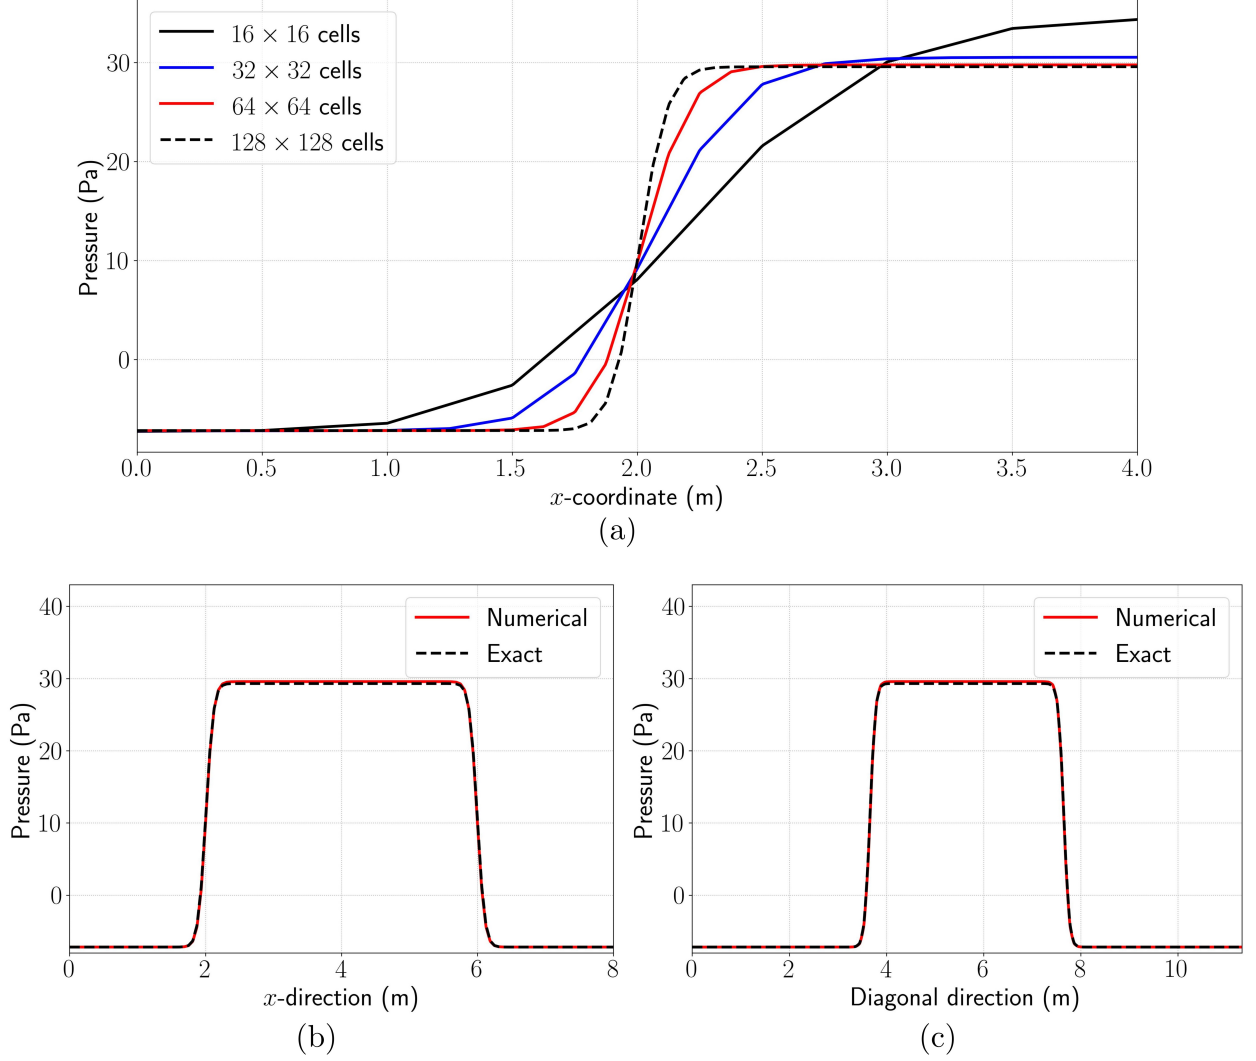 16 × 16 cells
32 × 32 cells
64 × 64 cells
128 × 128 cells
30
20
10
0
Pressure (Pa)
0.0 0.5 1.0 1.5 2.0 2.5 3.0 3.5 4.0
x-coordinate (m)
(a)
Numerical
Exact
40
30
20
10
0
Pressure (Pa)
0 2 4 6 8
x-direction (m)
(b)
Numerical
Exact
40
30
20
10
0
Pressure (Pa)
0 2 4 6 8 10
Diagonal direction (m)
(c)